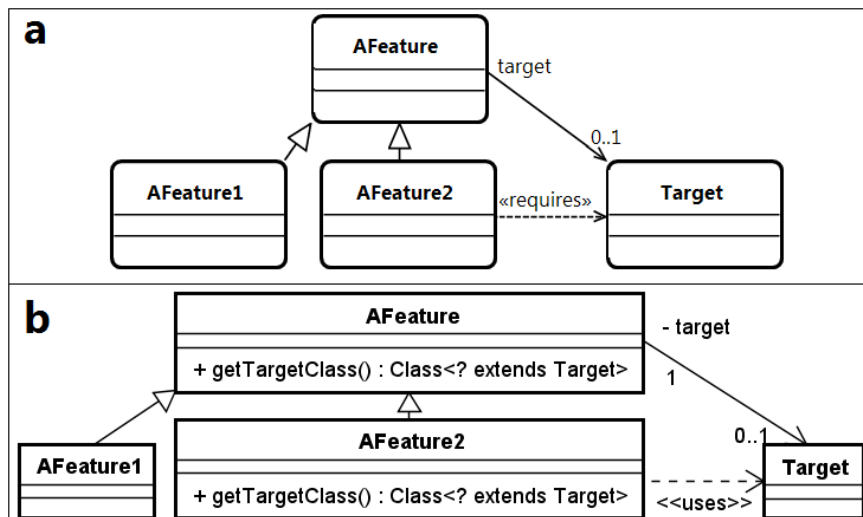 a
AFeature
target
0..1
AFeature1
AFeature2
«requires»
Target
b
AFeature
- target
+ getTargetClass() : Class<? extends Target>
1
AFeature2
0..1
AFeature1
Target
+ getTargetClass() : Class<? extends Target>
<<uses>>